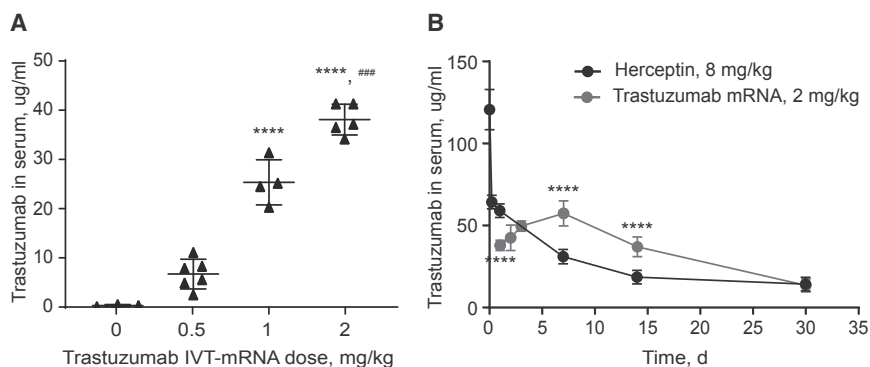 A
B
Trastuzumab in serum, ug/ml
50
40
30
20
10
0
****
****, ###
0 0.5 1 2
Trastuzumab IVT-mRNA dose, mg/kg
Trastuzumab in serum, ug/ml
150
100
50
0
Herceptin, 8 mg/kg
Trastuzumab mRNA, 2 mg/kg
****
****
****
0 5 10 15 20 25 30 35
Time, d